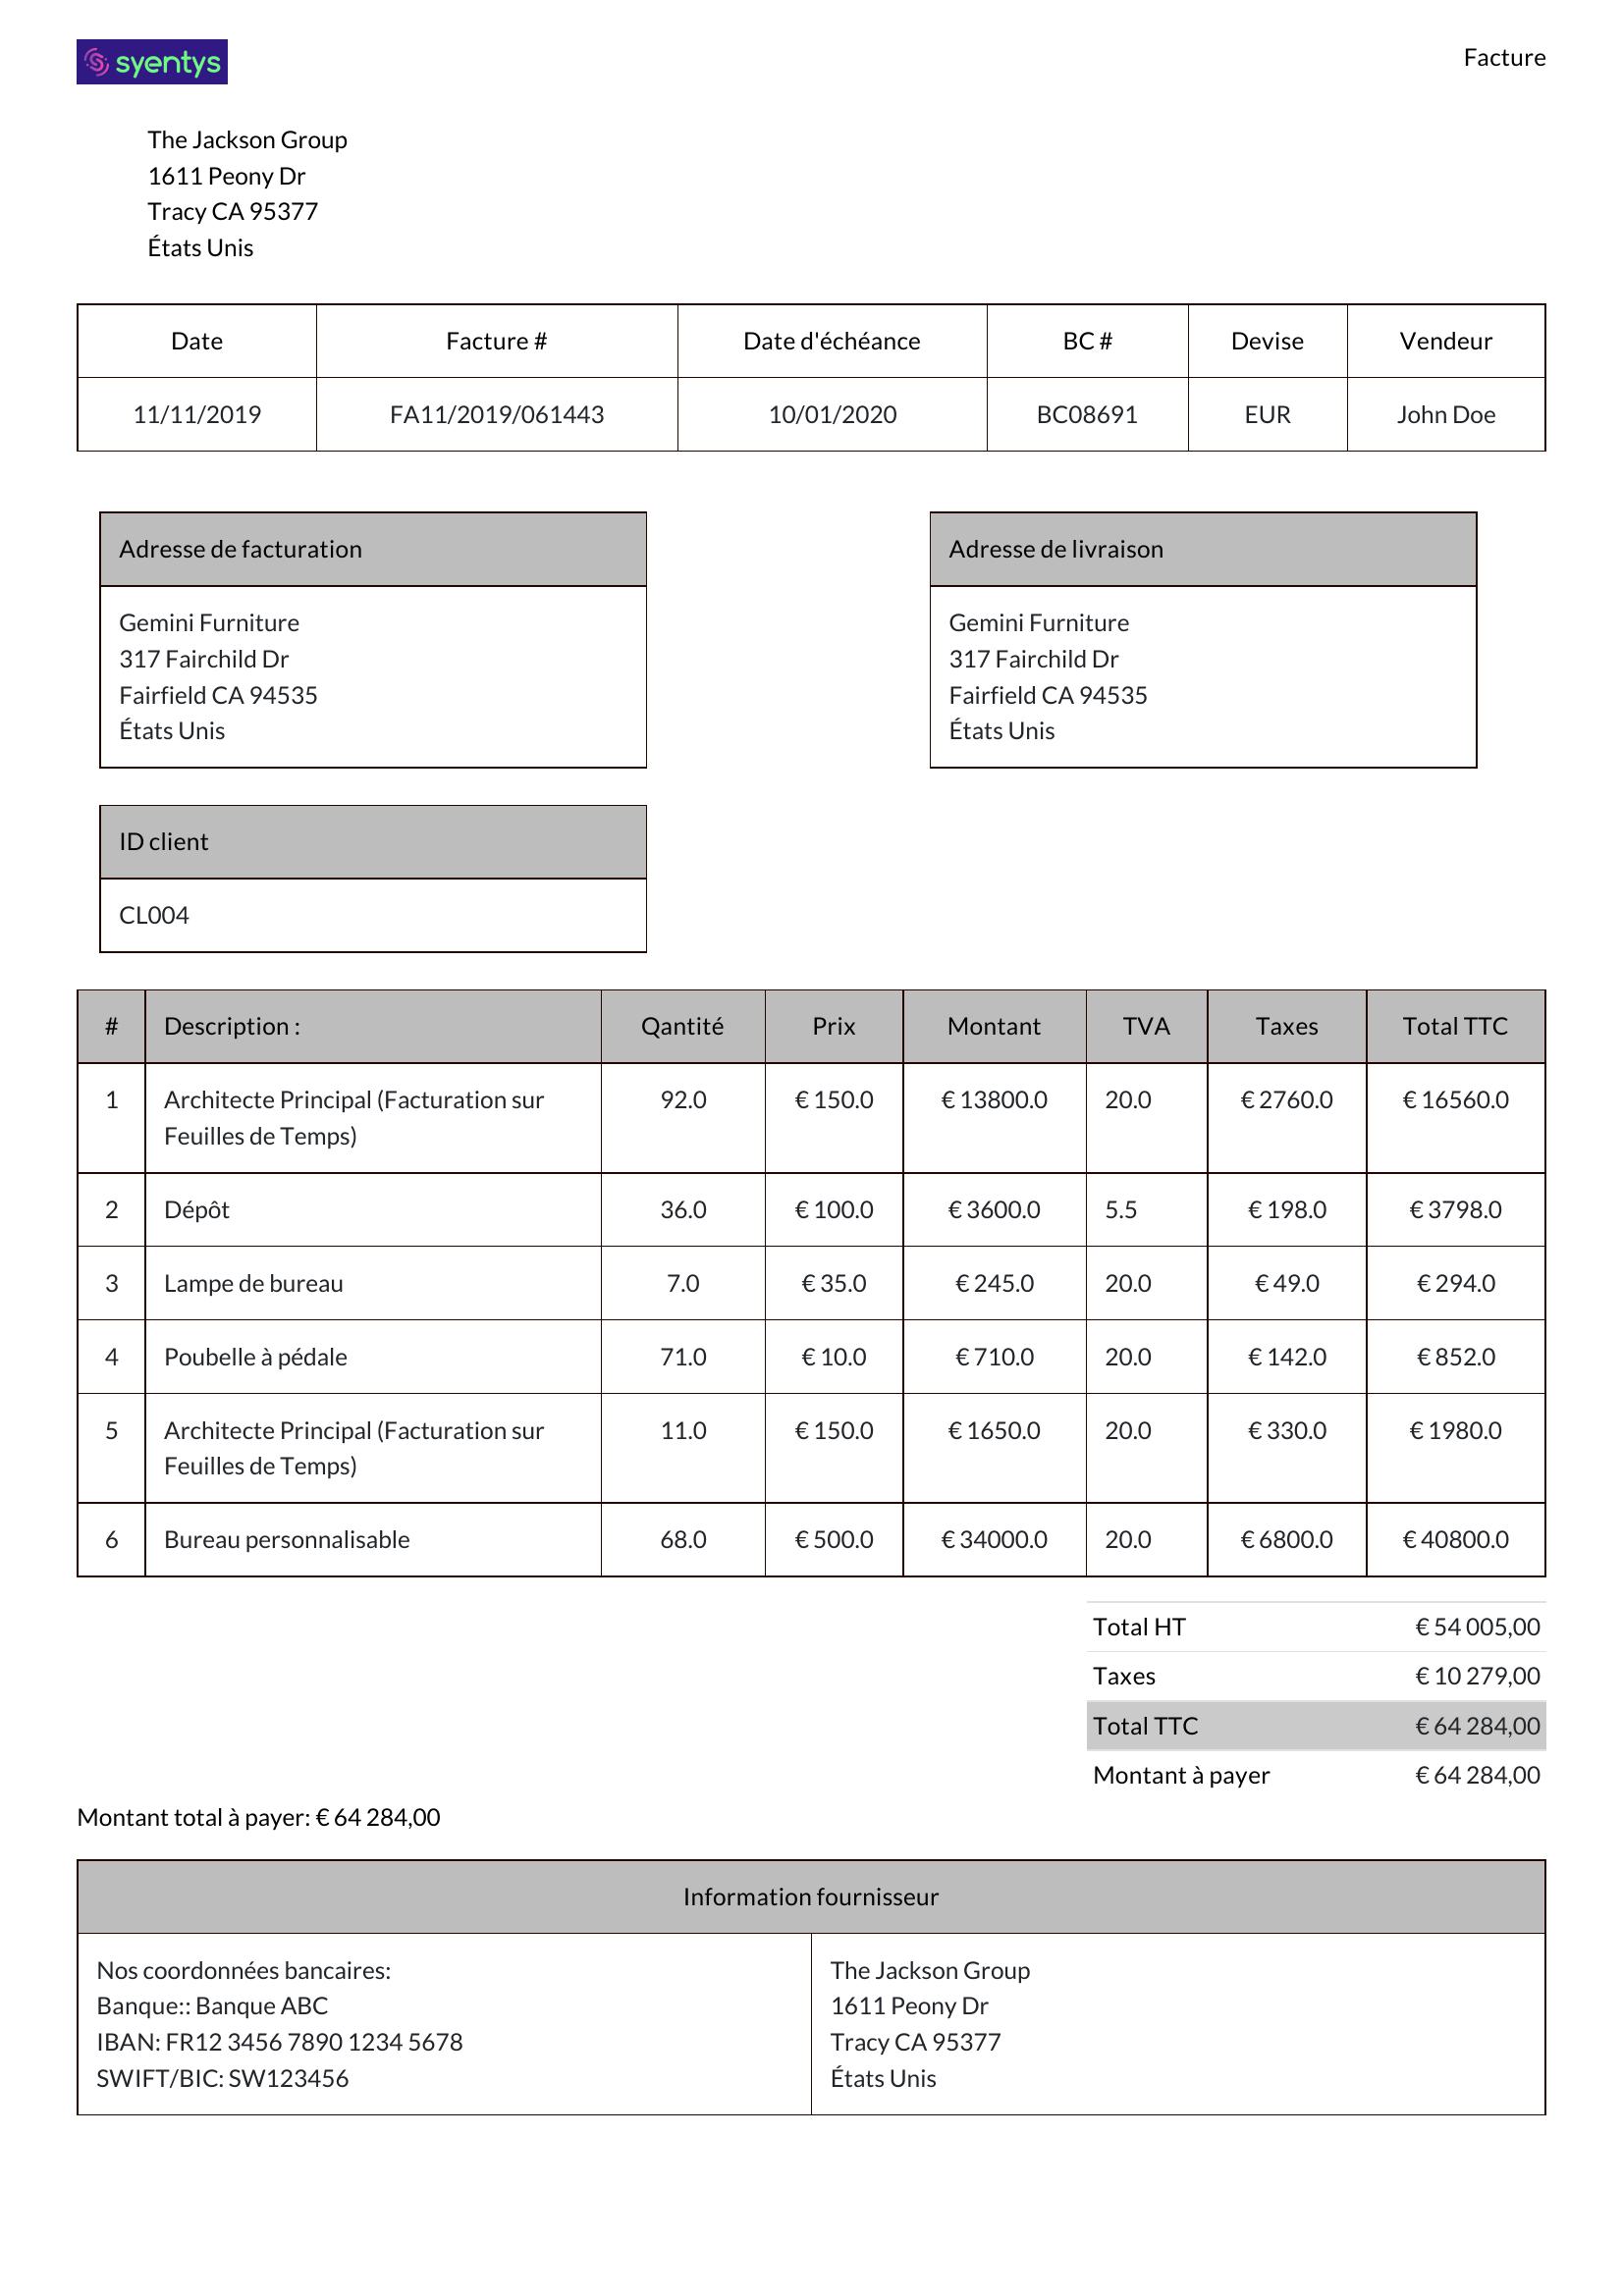 syentys
Facture
The Jackson Group
1611 Peony Dr
Tracy CA 95377
États Unis
Date Facture # Date d'échéance BC # Devise Vendeur
11/11/2019 FA11/2019/061443 10/01/2020 BC08691 EUR John Doe
Adresse de facturation
Gemini Furniture
317 Fairchild Dr
Fairfield CA 94535
États Unis
Adresse de livraison
Gemini Furniture
317 Fairchild Dr
Fairfield CA 94535
États Unis
ID client
CL004
# Description : Qantité Prix Montant TVA Taxes Total TTC
1 Architecte Principal (Facturation sur 92.0 € 150.0 € 13800.0 20.0 € 2760.0 € 16560.0
Feuilles de Temps)
2 Dépôt 36.0 € 100.0 € 3600.0 5.5 € 198.0 € 3798.0
3 Lampe de bureau 7.0 € 35.0 € 245.0 20.0 € 49.0 € 294.0
4 Poubelle à pédale 71.0 € 10.0 € 710.0 20.0 € 142.0 € 852.0
5 Architecte Principal (Facturation sur 11.0 € 150.0 € 1650.0 20.0 € 330.0 € 1980.0
Feuilles de Temps)
6 Bureau personnalisable 68.0 € 500.0 € 34000.0 20.0 € 6800.0 € 40800.0
Total HT € 54 005,00
Taxes € 10 279,00
Total TTC € 64 284,00
Montant à payer € 64 284,00
Montant total à payer: € 64 284,00
Information fournisseur
Nos coordonnées bancaires:
Banque:: Banque ABC
IBAN: FR12 3456 7890 1234 5678
SWIFT/BIC: SW123456
The Jackson Group
1611 Peony Dr
Tracy CA 95377
États Unis